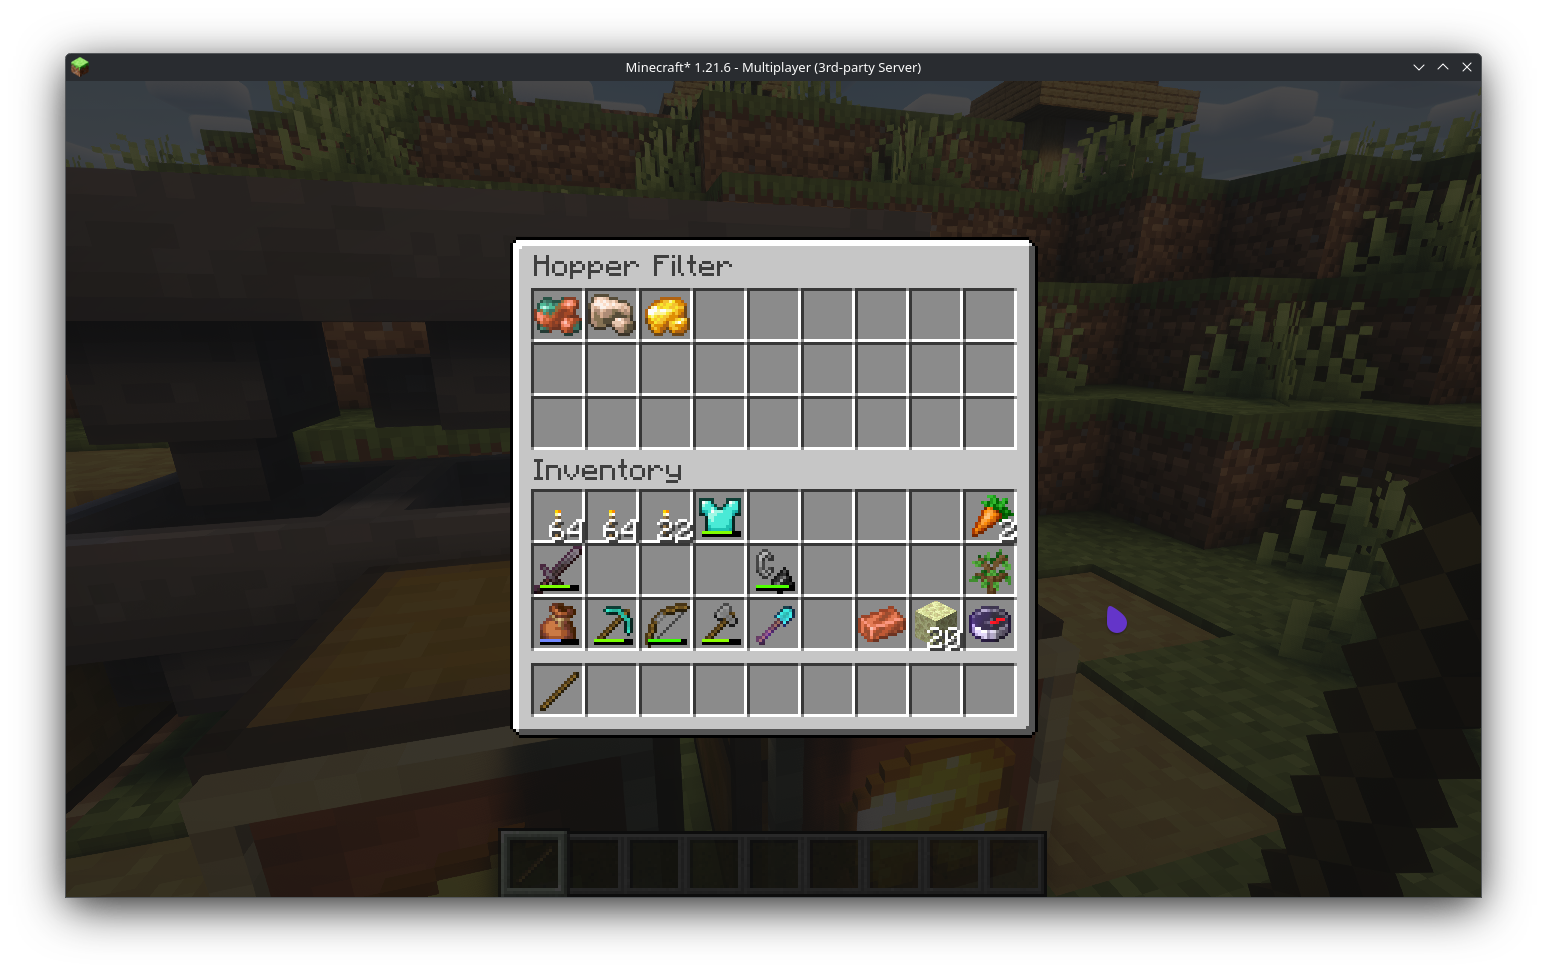 Minecraft* 1.21.6 - Multiplayer (3rd-party Server)
Hopper Filter
Inventory
64 64 22 2
20